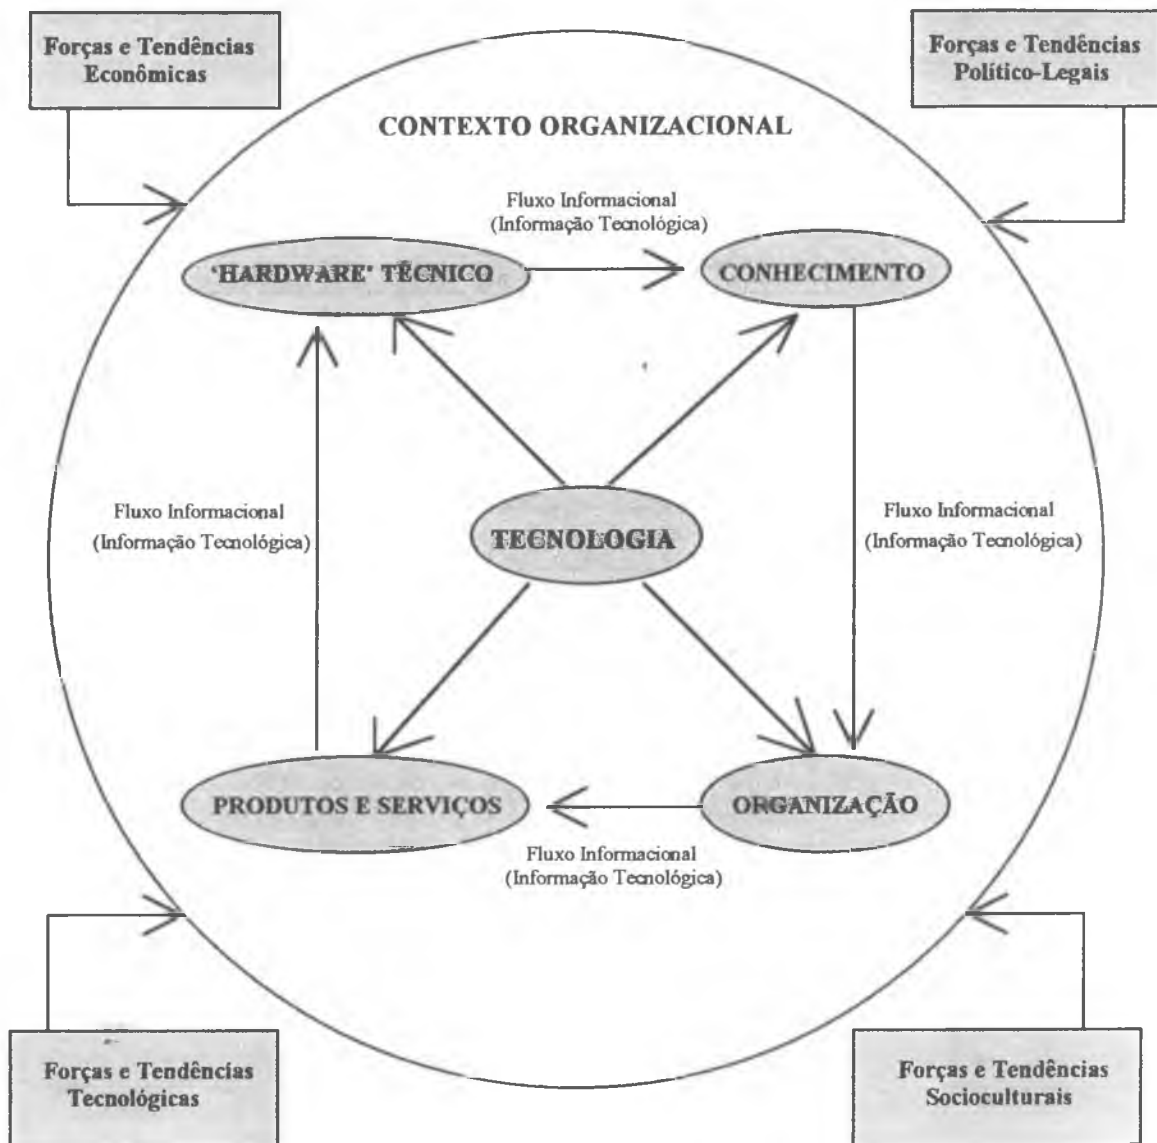 Forças e Tendências
Econômicas
Forças e Tendências
Político-Legais
CONTEXTO ORGANIZACIONAL
Fluxo Informacional
(Informação Tecnológica)
'HARDWARE' TÉCNICO
CONHECIMENTO
Fluxo Informacional
(Informação Tecnológica)
TECNOLOGIA
Fluxo Informacional
(Informação Tecnológica)
PRODUTOS E SERVIÇOS
ORGANIZAÇÃO
Fluxo Informacional
(Informação Tecnológica)
Forças e Tendências
Tecnológicas
Forças e Tendências
Socioculturais